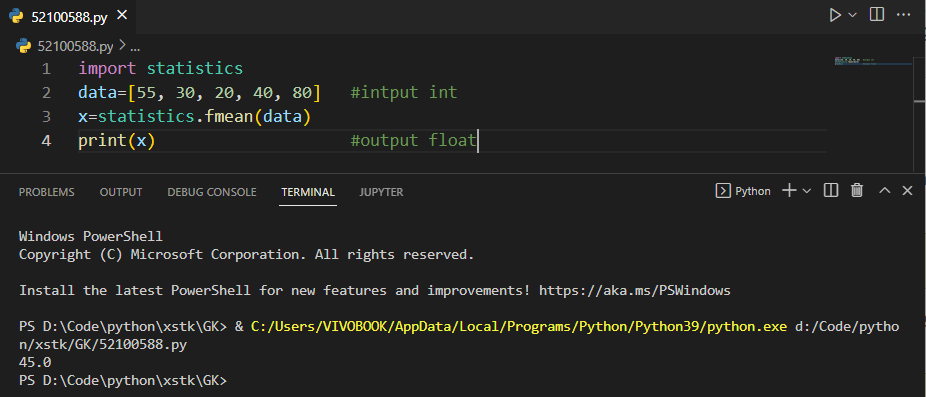 52100588.py ×
52100588.py > ...
1 import statistics
2 data=[55, 30, 20, 40, 80]   #intput int
3 x=statistics.fmean(data)
4 print(x)                    #output float
PROBLEMS OUTPUT DEBUG CONSOLE TERMINAL JUPYTER Python
Windows PowerShell
Copyright (C) Microsoft Corporation. All rights reserved.
Install the latest PowerShell for new features and improvements! https://aka.ms/PSWindows
PS D:\Code\python\xstk\GK> & C:/Users/VIVOBOOK/AppData/Local/Programs/Python/Python39/python.exe d:/Code/pytho
n/xstk/GK/52100588.py
45.0
PS D:\Code\python\xstk\GK>